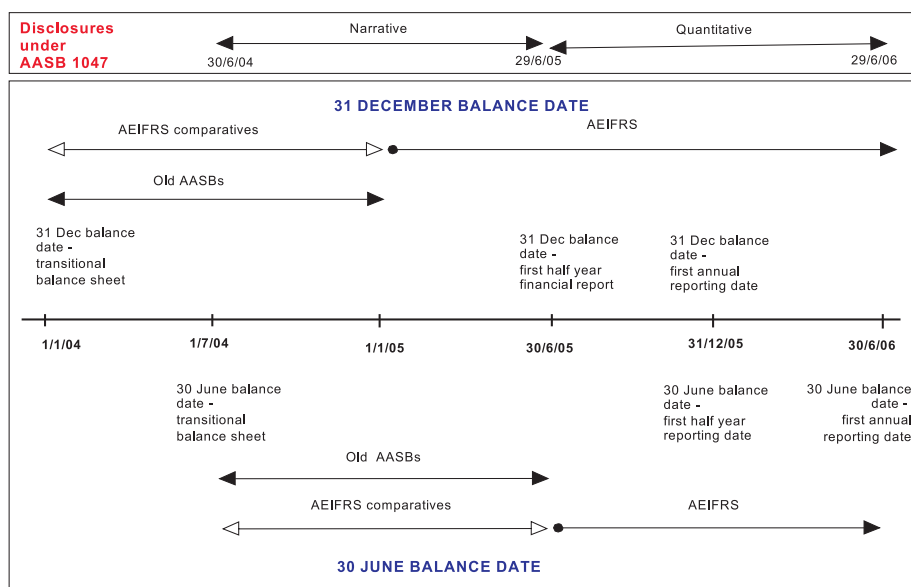 Disclosures
under
AASB 1047
Narrative
Quantitative
30/6/04
29/6/05
29/6/06
31 DECEMBER BALANCE DATE
AEIFRS comparatives
AEIFRS
Old AASBs
31 Dec balance
date -
transitional
balance sheet
31 Dec balance
date -
first half year
financial report
31 Dec balance
date -
first annual
reporting date
1/1/04
1/7/04
1/1/05
30/6/05
31/12/05
30/6/06
30 June balance
date -
transitional
balance sheet
30 June balance
date -
first half year
reporting date
30 June balance
date -
first annual
reporting date
Old AASBs
AEIFRS comparatives
AEIFRS
30 JUNE BALANCE DATE